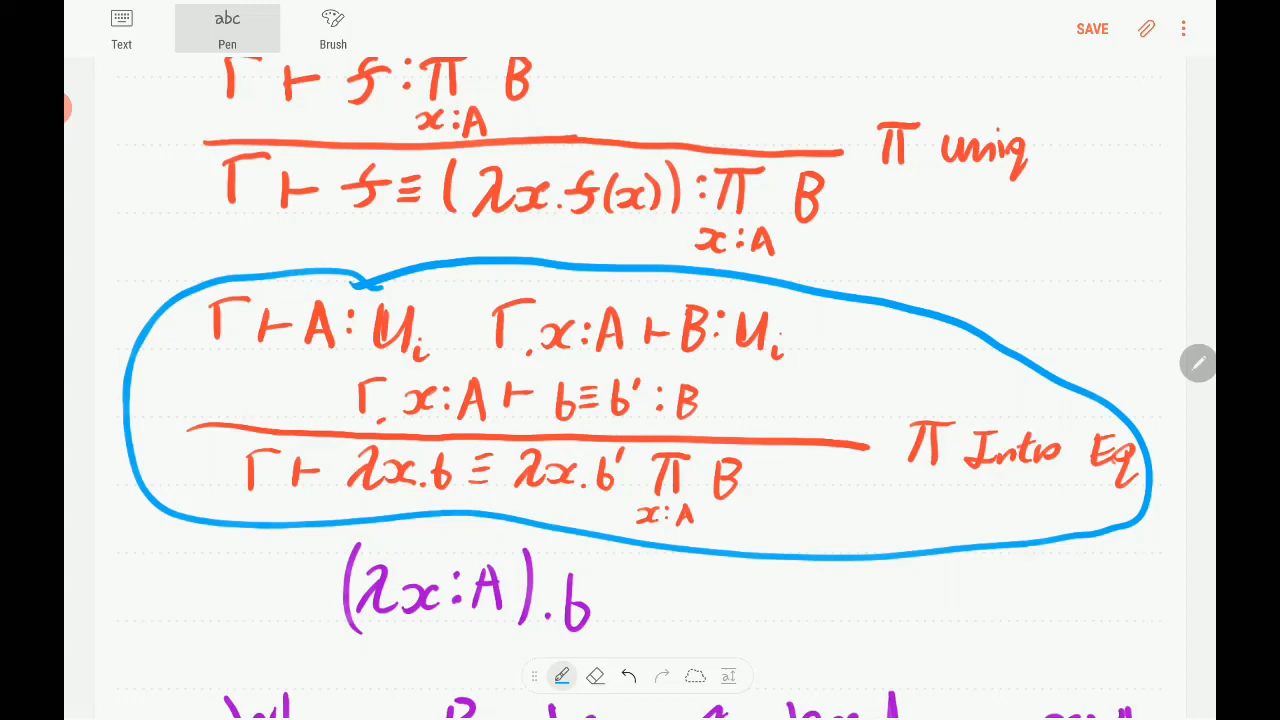 Text
abc
Pen
Brush
SAVE
Γ ⊢ f : Π B
x : A
Γ ⊢ f ≡ ( λx . f(x) ) : Π B
x : A
Π uniq
Γ ⊢ A : U_i Γ, x : A ⊢ B : U_i
Γ, x : A ⊢ b ≡ b' : B
Γ ⊢ λx . b ≡ λx . b' Π B
x : A
Π Intro Eq
(λx : A) . b